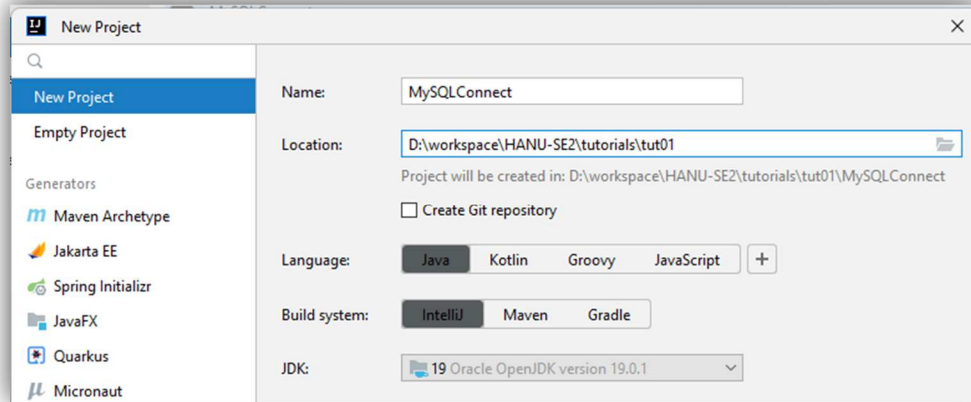 New Project
New Project
Empty Project
Generators
Maven Archetype
Jakarta EE
Spring Initializr
JavaFX
Quarkus
Micronaut
Name: MySQLConnect
Location: D:\workspace\HANU-SE2\tutorials\tut01
Project will be created in: D:\workspace\HANU-SE2\tutorials\tut01\MySQLConnect
Create Git repository
Language: Java Kotlin Groovy JavaScript +
Build system: IntelliJ Maven Gradle
JDK: 19 Oracle OpenJDK version 19.0.1